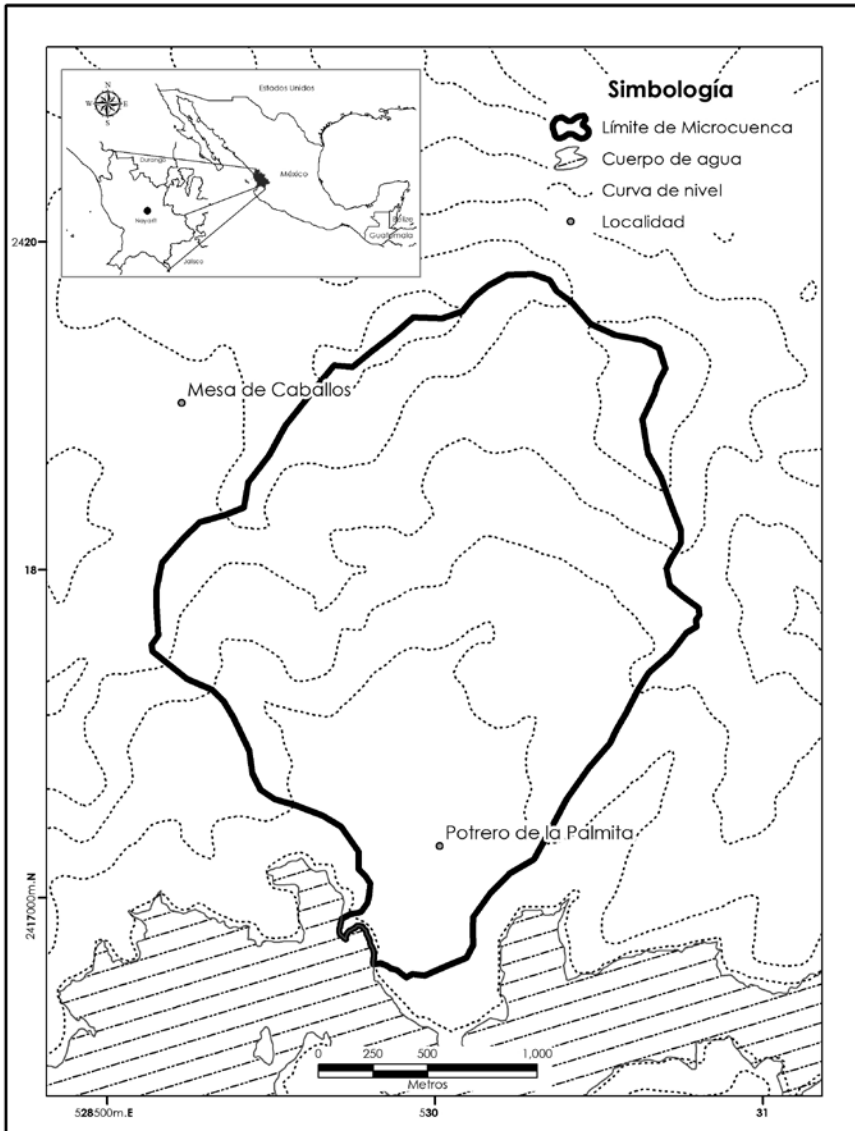 Estados Unidos
N
W E
S
Durango
México
Nayarit
Jalisco
Belize
Guatemala
Simbología
Límite de Microcuenca
Cuerpo de agua
Curva de nivel
Localidad
2420
Mesa de Caballos
18
Potrero de la Palmita
2417000m.N
0 250 500 1,000
Metros
528500m.E 530 31